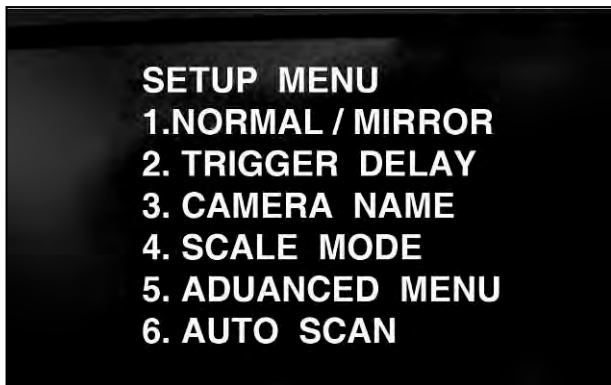 SETUP MENU
1.NORMAL / MIRROR
2. TRIGGER DELAY
3. CAMERA NAME
4. SCALE MODE
5. ADUANCED MENU
6. AUTO SCAN